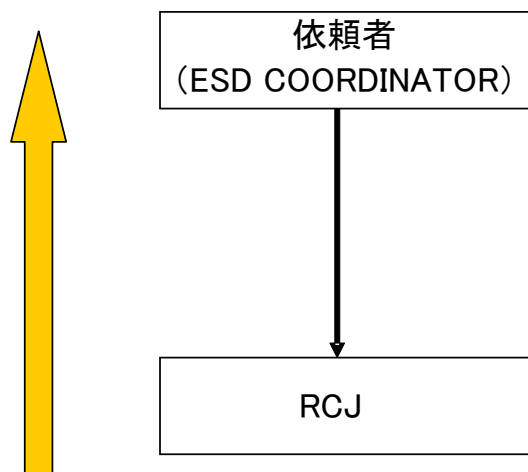 依頼者
（ESD COORDINATOR）
RCJ